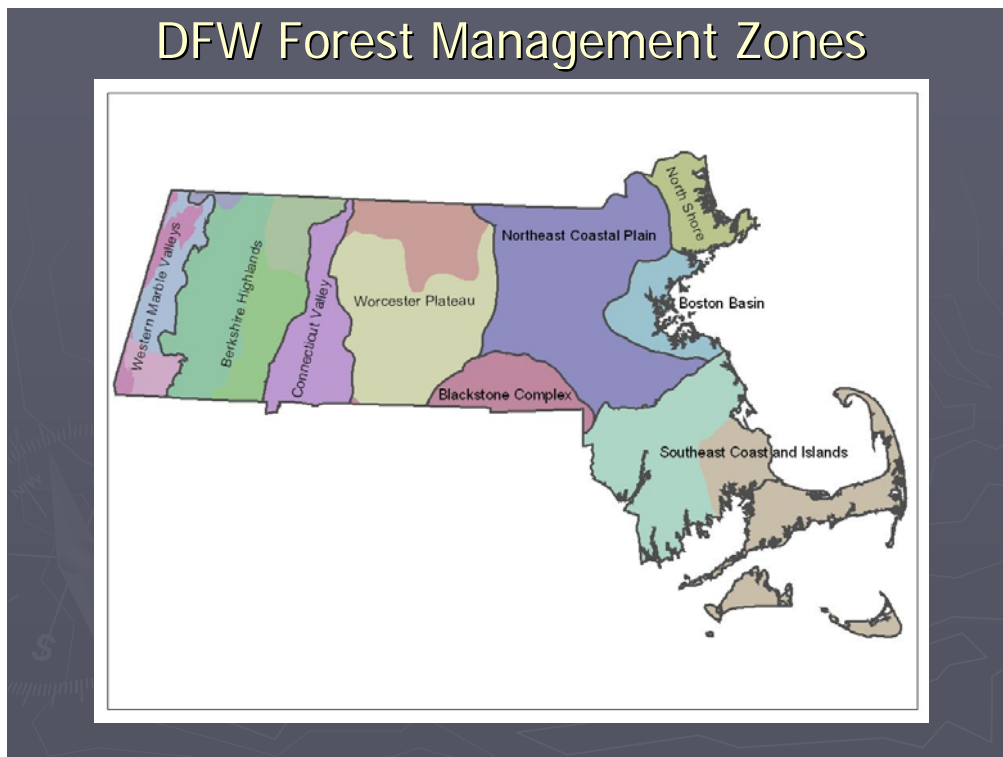 DFW Forest Management Zones
North Shore
Northeast Coastal Plain
Western Marble Valleys
Berkshire Highlands
Connecticut Valley
Worcester Plateau
Boston Basin
Blackstone Complex
Southeast Coast and Islands
S